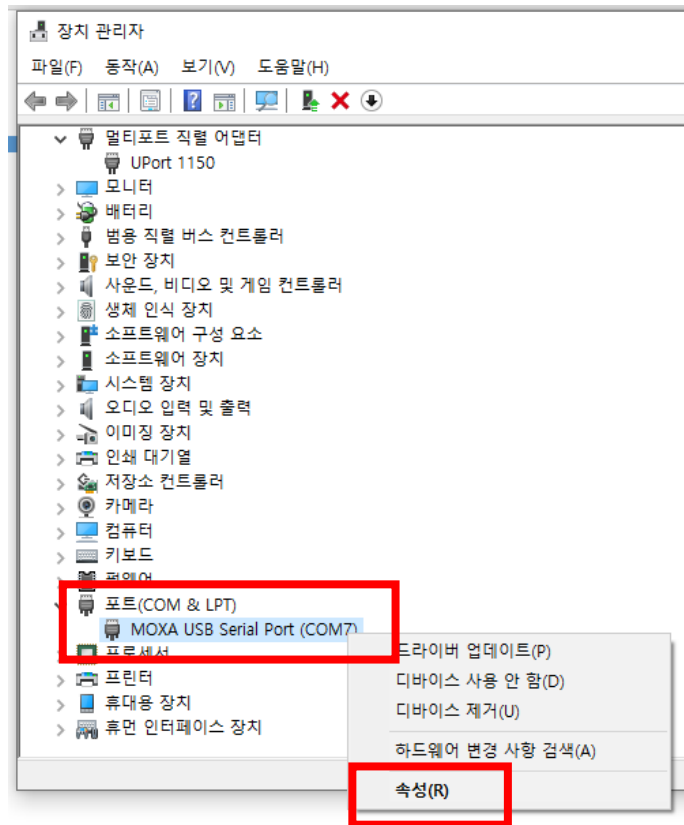 장치 관리자
파일(F) 동작(A) 보기(V) 도움말(H)
멀티포트 직렬 어댑터
UPort 1150
모니터
배터리
범용 직렬 버스 컨트롤러
보안 장치
사운드, 비디오 및 게임 컨트롤러
생체 인식 장치
소프트웨어 구성 요소
소프트웨어 장치
시스템 장치
오디오 입력 및 출력
이미징 장치
인쇄 대기열
저장소 컨트롤러
카메라
컴퓨터
키보드
펌웨어
포트(COM & LPT)
MOXA USB Serial Port (COM7)
프로세서
프린터
휴대용 장치
휴먼 인터페이스 장치
드라이버 업데이트(P)
디바이스 사용 안 함(D)
디바이스 제거(U)
하드웨어 변경 사항 검색(A)
속성(R)